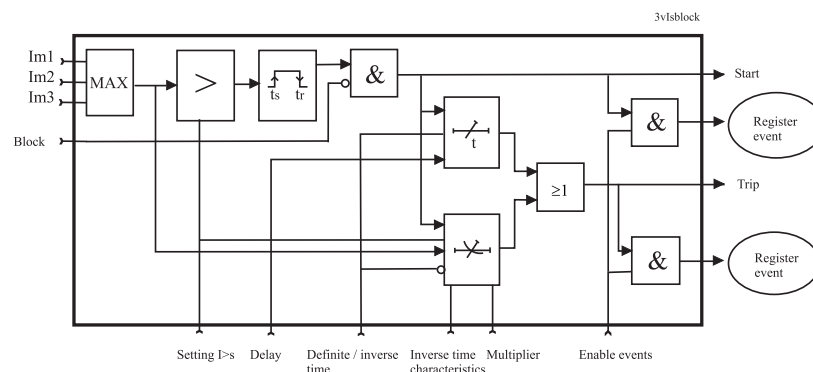 3vIsblock
Im1
Im2
Im3
MAX
>
ts tr
&
Start
Block
t
&
Register
event
≥1
Trip
&
Register
event
Setting I>s
Delay
Definite / inverse
time
Inverse time
characteristics
Multiplier
Enable events